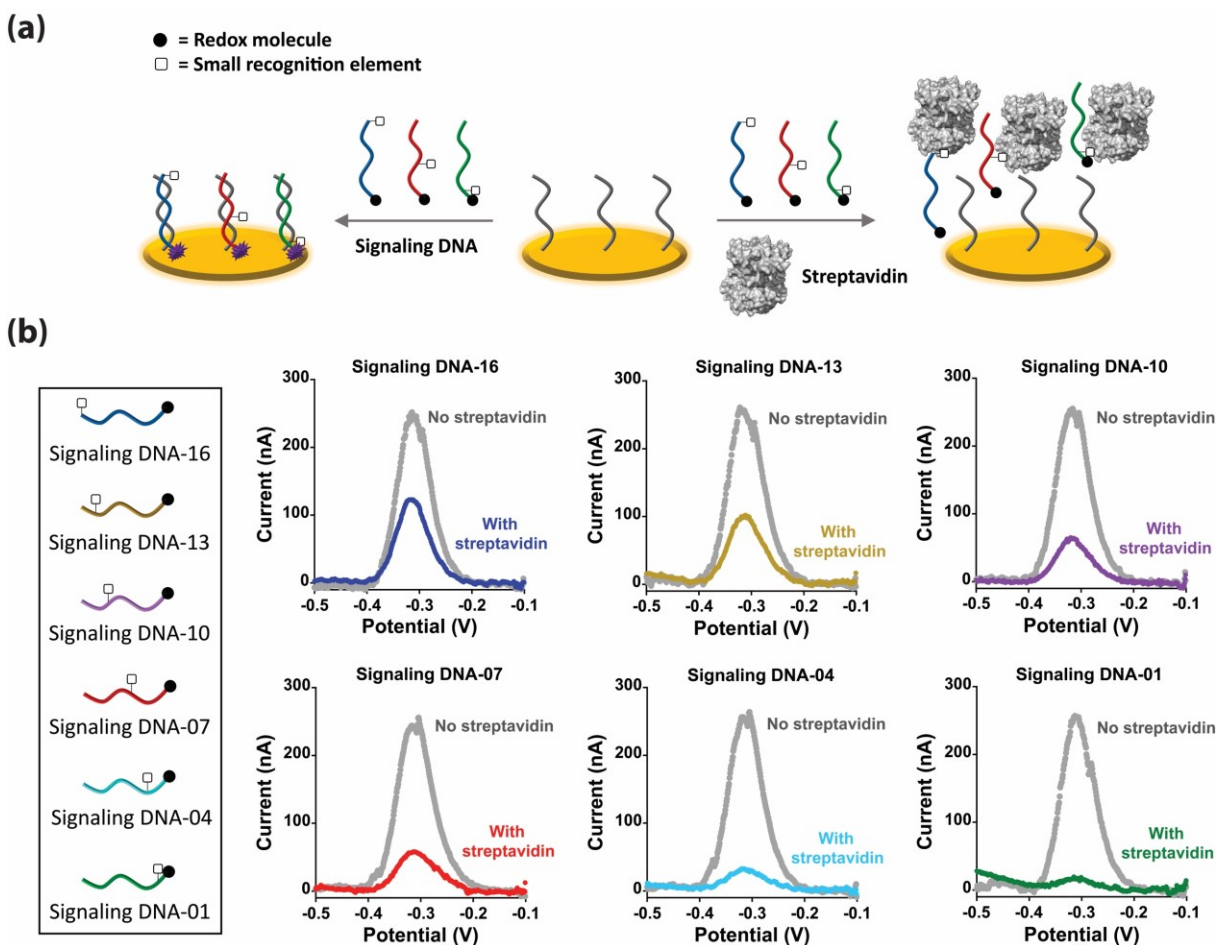 (a)
= Redox molecule
= Small recognition element
Signaling DNA
Streptavidin
(b)
Signaling DNA-16
Signaling DNA-13
Signaling DNA-10
Signaling DNA-07
Signaling DNA-04
Signaling DNA-01
Signaling DNA-16
300
200
100
0
Current (nA)
No streptavidin
With
streptavidin
-0.5 -0.4 -0.3 -0.2 -0.1
Potential (V)
Signaling DNA-13
300
200
100
0
Current (nA)
No streptavidin
With
streptavidin
-0.5 -0.4 -0.3 -0.2 -0.1
Potential (V)
Signaling DNA-10
300
200
100
0
Current (nA)
No streptavidin
With
streptavidin
-0.5 -0.4 -0.3 -0.2 -0.1
Potential (V)
Signaling DNA-07
300
200
100
0
Current (nA)
No streptavidin
With
streptavidin
-0.5 -0.4 -0.3 -0.2 -0.1
Potential (V)
Signaling DNA-04
300
200
100
0
Current (nA)
No streptavidin
With
streptavidin
-0.5 -0.4 -0.3 -0.2 -0.1
Potential (V)
Signaling DNA-01
300
200
100
0
Current (nA)
No streptavidin
With
streptavidin
-0.5 -0.4 -0.3 -0.2 -0.1
Potential (V)